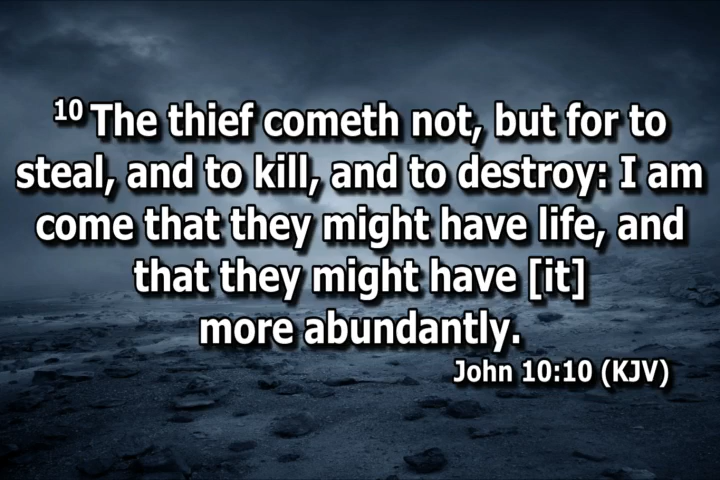 10 The thief cometh not, but for to
steal, and to kill, and to destroy: I am
come that they might have life, and
that they might have [it]
more abundantly.
John 10:10 (KJV)